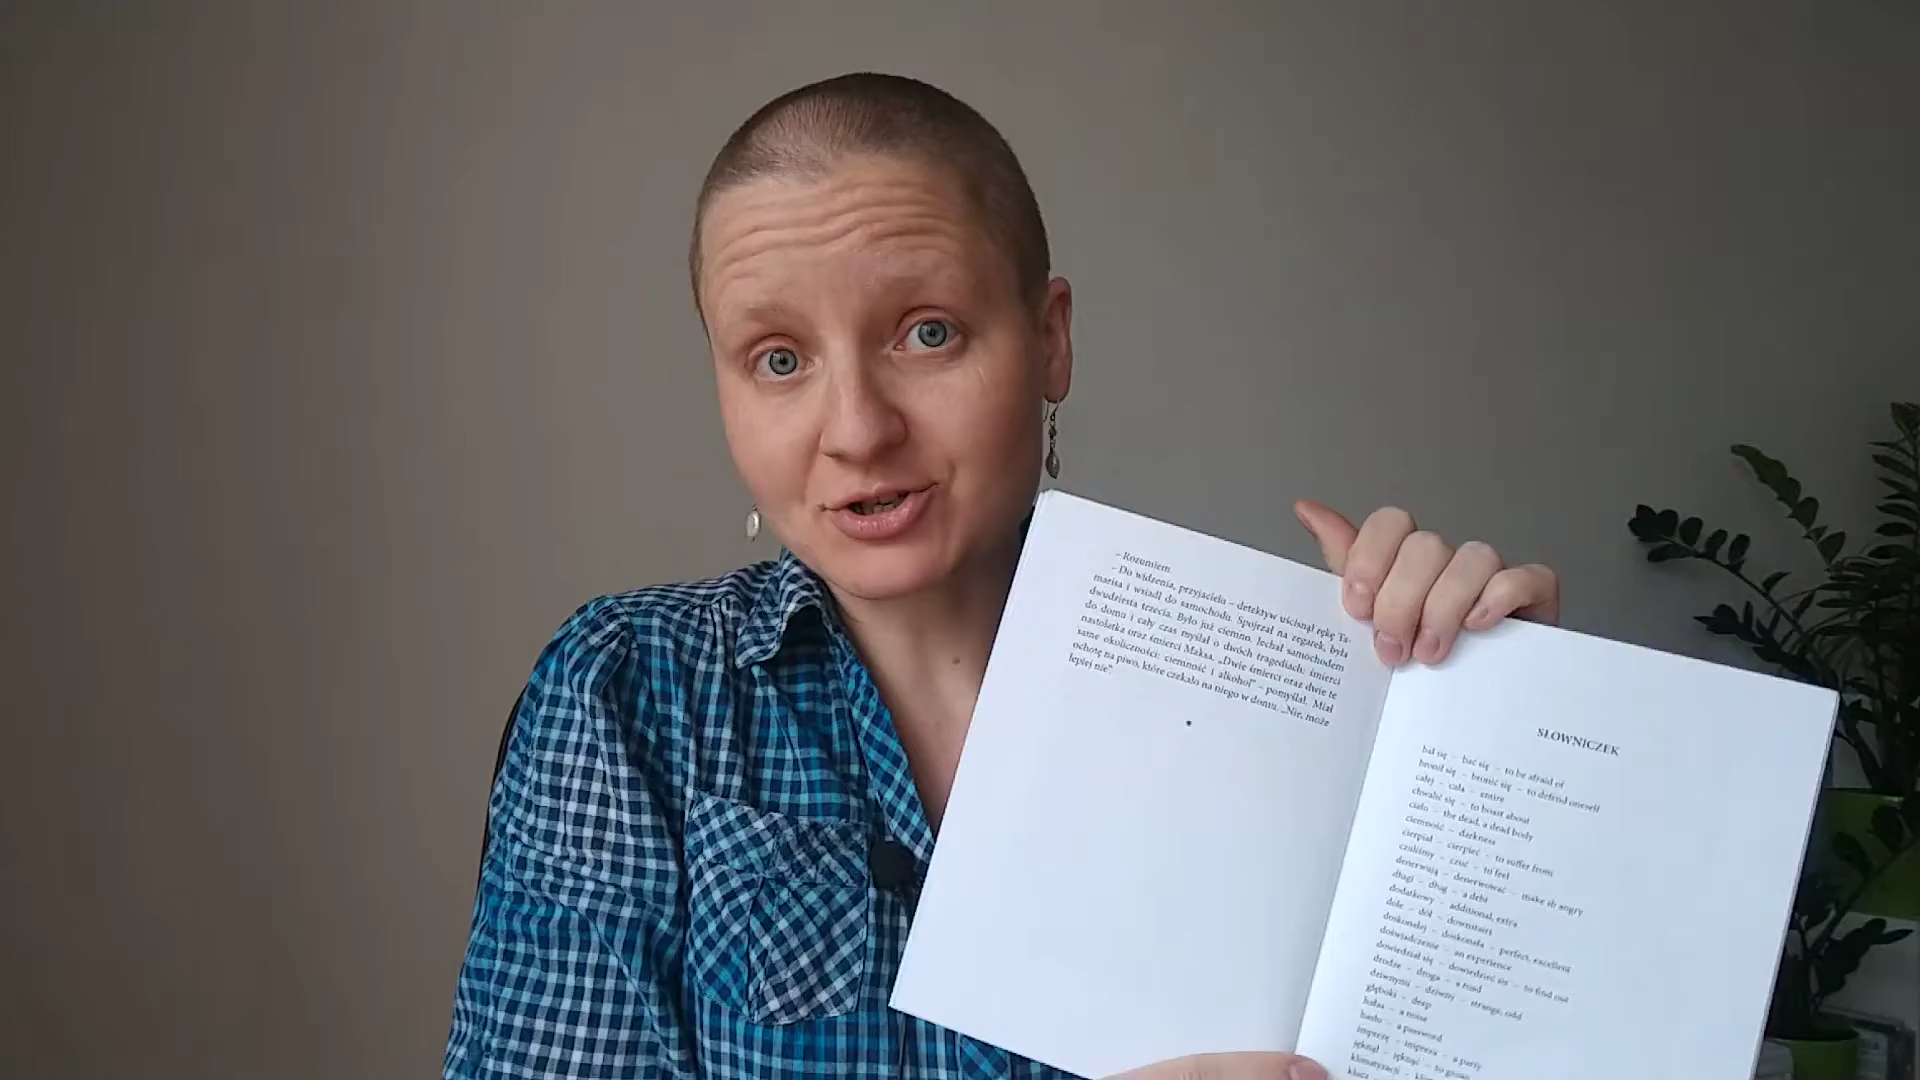 – Rozumiem.
– Do widzenia, przyjacielu – detektyw uścisnął rękę Ta-
marisa i wsiadł do samochodu. Spojrzał na zegarek, była
dwudziesta trzecia. Było już ciemno. Jechał samochodem
do domu i cały czas myślał o dwóch tragediach: śmierci
nastolatka oraz śmierci Maksa. „Dwie śmierci oraz dwie te
same okoliczności: ciemność i alkohol” – pomyślał. Miał
ochotę na piwo, które czekało na niego w domu. „Nie, może
lepiej nie”.
*
SŁOWNICZEK
bał się – bać się – to be afraid of
bronił się – bronić się – to defend oneself
całej – cała – entire
chwalić się – to boast about
ciało – the dead, a dead body
ciemność – darkness
cierpiał – cierpieć – to suffer from
czuliśmy – czuć – to feel
denerwują – denerwować – make sb angry
długi – dług – a debt
dodatkowy – additional, extra
dole – dół – downstairs
doskonałej – doskonała – perfect, excellent
doświadczenie – an experience
dowiedział się – dowiedzieć się – to find out
drodze – droga – a road
dziwnymi – dziwny – strange, odd
głęboki – deep
hałas – a noise
hasło – a password
imprezę – impreza – a party
jęknął – jęknąć – to groan
klimatyzacji –
klucz